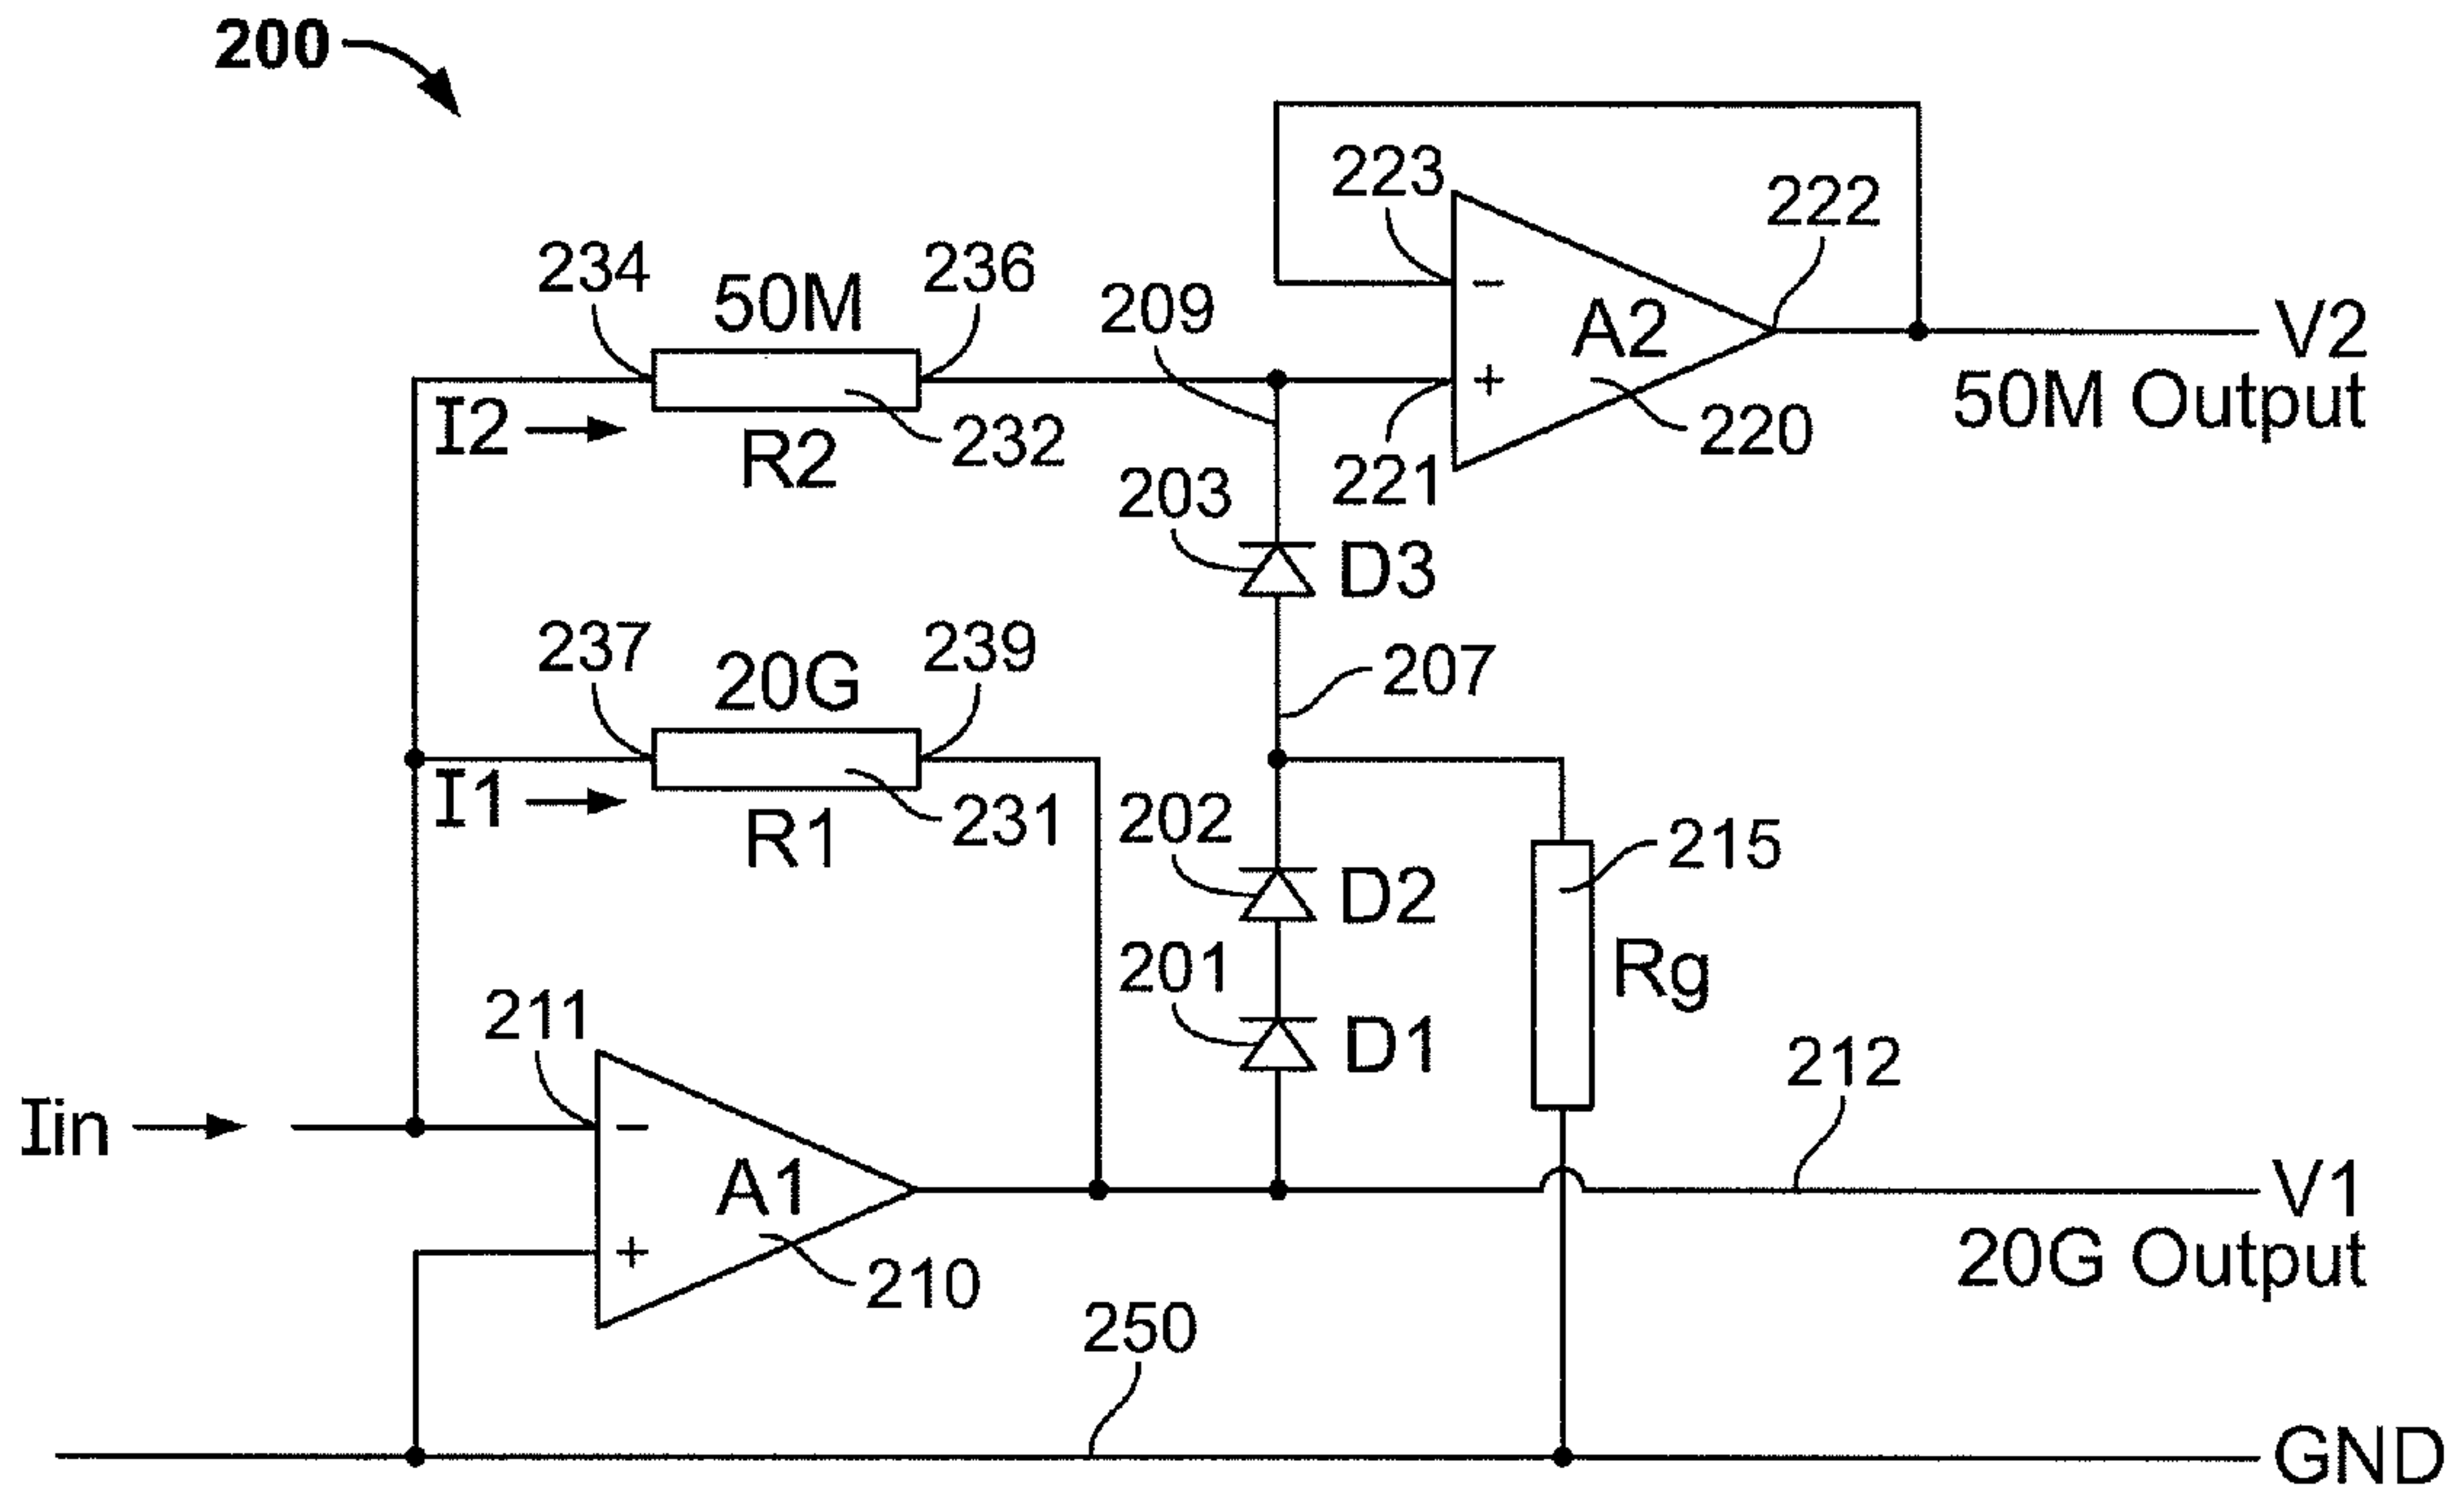 200
223
222
234
50M
236
209
A2
V2
I2
232
50M Output
R2
221
220
203
D3
237
20G
239
207
I1
231
202
215
R1
D2
201
Rg
211
D1
212
Iin
A1
V1
210
20G Output
250
GND
-
+
-
+